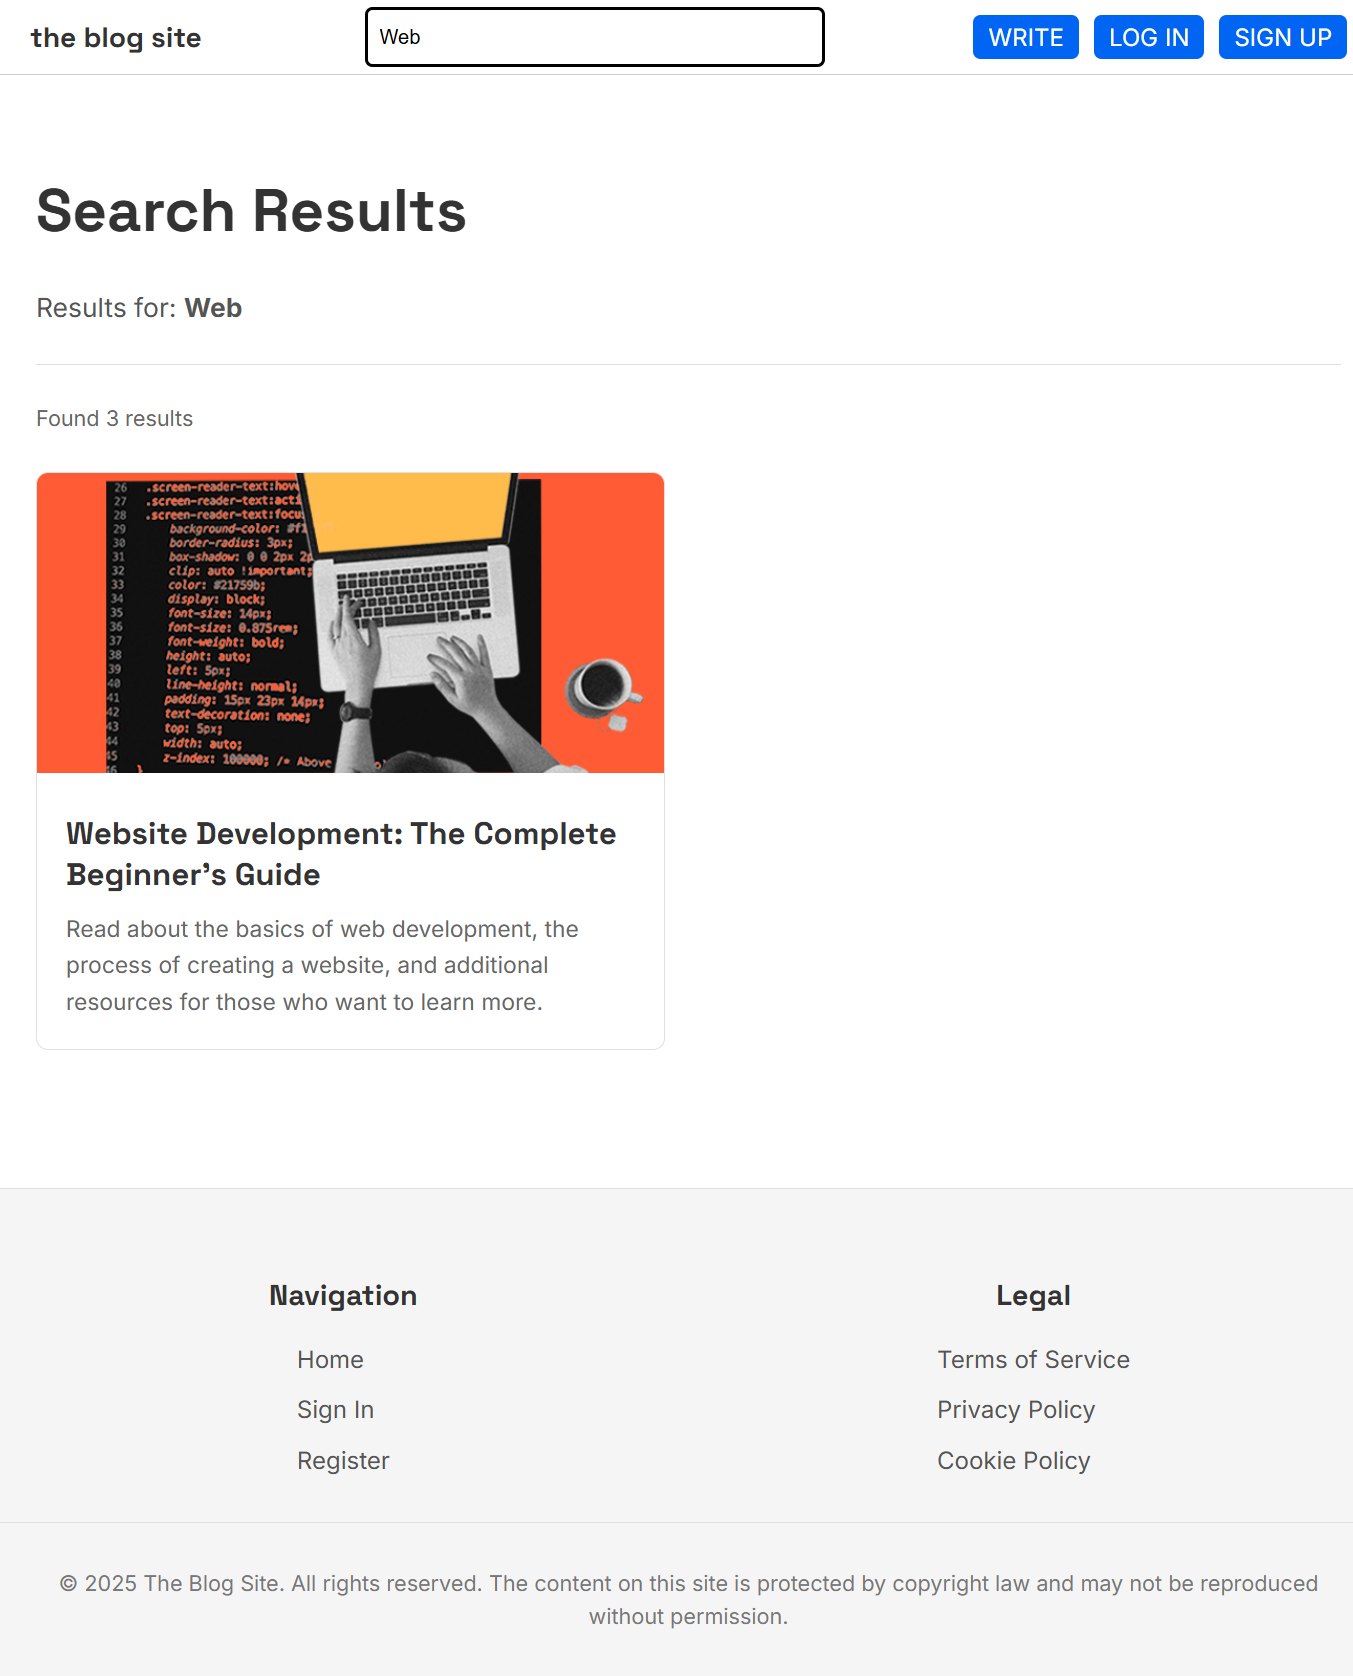 the blog site
Web
WRITE
LOG IN
SIGN UP
Search Results
Results for: Web
Found 3 results
26 .screen-reader-text:hove
27 .screen-reader-text:acti
28 .screen-reader-text:focus
29 background-color: #f1
30 border-radius: 3px;
31 box-shadow: 0 0 2px 2p
32 clip: auto !important;
33 color: #21759b;
34 display: block;
35 font-size: 14px;
36 font-size: 0.875rem;
37 font-weight: bold;
38 height: auto;
39 left: 5px;
40 line-height: normal;
41 padding: 15px 23px 14px;
42 text-decoration: none;
43 top: 5px;
44 width: auto;
45 z-index: 100000; /* Above
46 }
Website Development: The Complete
Beginner’s Guide
Read about the basics of web development, the
process of creating a website, and additional
resources for those who want to learn more.
Navigation
Home
Sign In
Register
Legal
Terms of Service
Privacy Policy
Cookie Policy
© 2025 The Blog Site. All rights reserved. The content on this site is protected by copyright law and may not be reproduced
without permission.